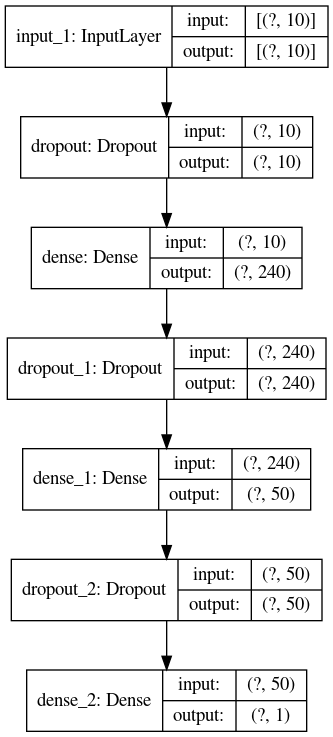 input_1: InputLayer
input: [(?, 10)]
output: [(?, 10)]
dropout: Dropout
input: (?, 10)
output: (?, 10)
dense: Dense
input: (?, 10)
output: (?, 240)
dropout_1: Dropout
input: (?, 240)
output: (?, 240)
dense_1: Dense
input: (?, 240)
output: (?, 50)
dropout_2: Dropout
input: (?, 50)
output: (?, 50)
dense_2: Dense
input: (?, 50)
output: (?, 1)